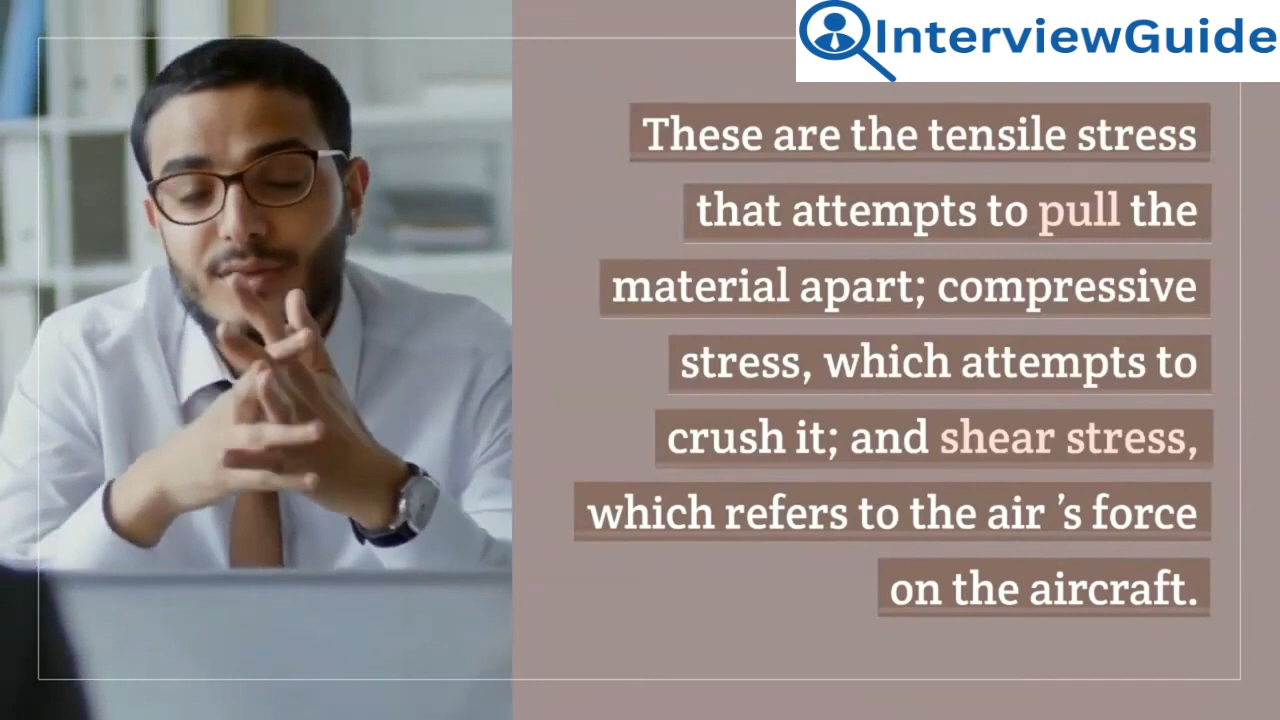 InterviewGuide
These are the tensile stress
that attempts to pull the
material apart; compressive
stress, which attempts to
crush it; and shear stress,
which refers to the air ’s force
on the aircraft.